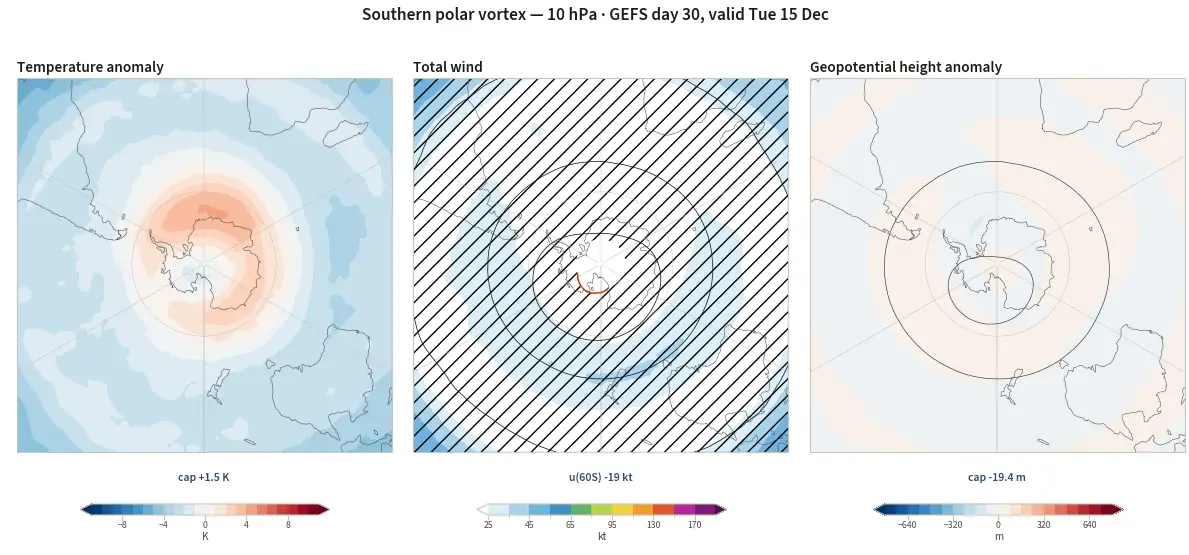 Southern polar vortex — 10 hPa · GEFS day 30, valid Tue 15 Dec
Temperature anomaly
Total wind
Geopotential height anomaly
cap +1.5 K
u(60S) -19 kt
cap -19.4 m
−8 −4 0 4 8
K
25 45 65 95 130 170
kt
−640 −320 0 320 640
m